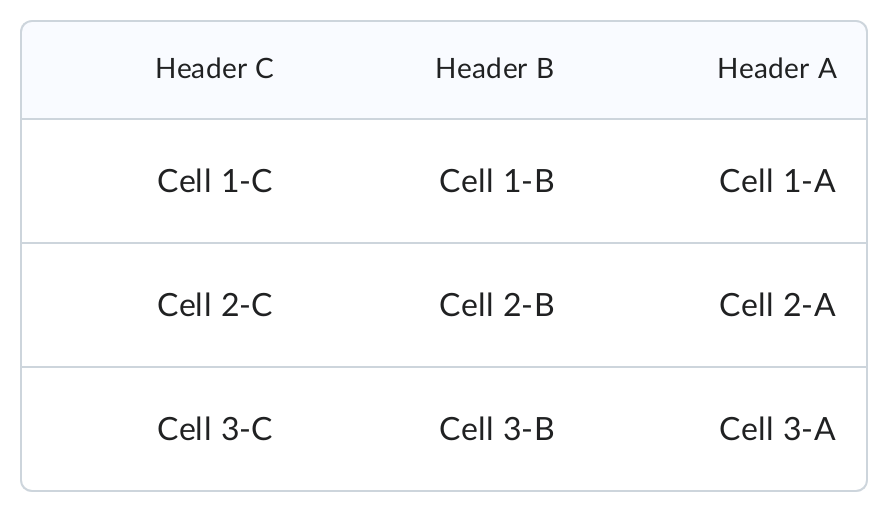 Header C Header B Header A
Cell 1-C Cell 1-B Cell 1-A
Cell 2-C Cell 2-B Cell 2-A
Cell 3-C Cell 3-B Cell 3-A